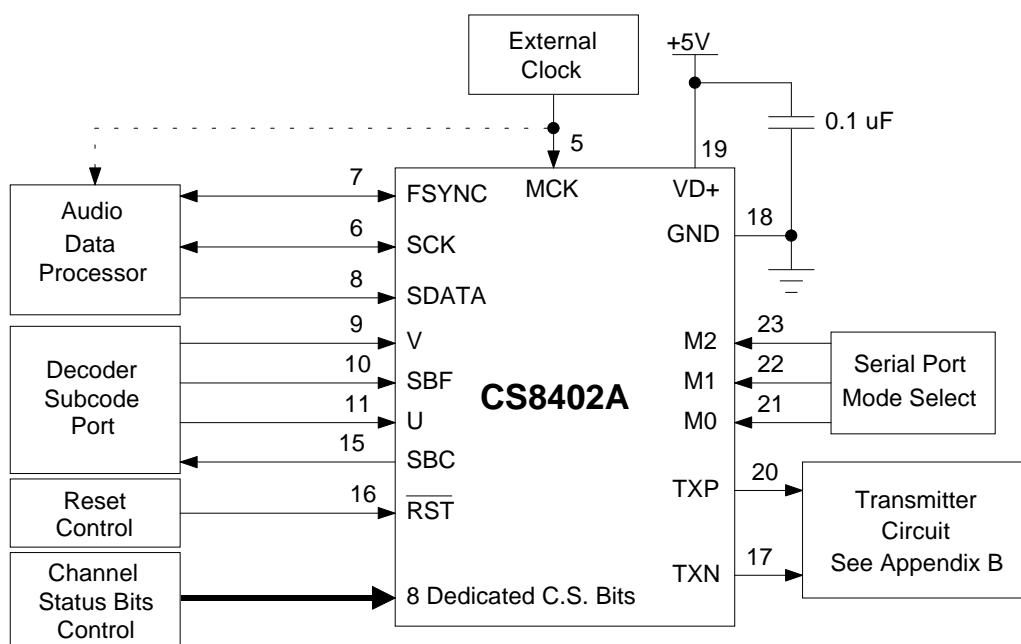 External
Clock
+5V
0.1 uF
5
19
MCK
VD+
Audio
Data
Processor
7
FSYNC
6
SCK
8
SDATA
18
GND
Decoder
Subcode
Port
9
V
10
SBF
11
U
15
SBC
CS8402A
23
M2
22
M1
21
M0
Serial Port
Mode Select
Reset
Control
16
RST
20
TXP
17
TXN
Transmitter
Circuit
See Appendix B
Channel
Status Bits
Control
8 Dedicated C.S. Bits